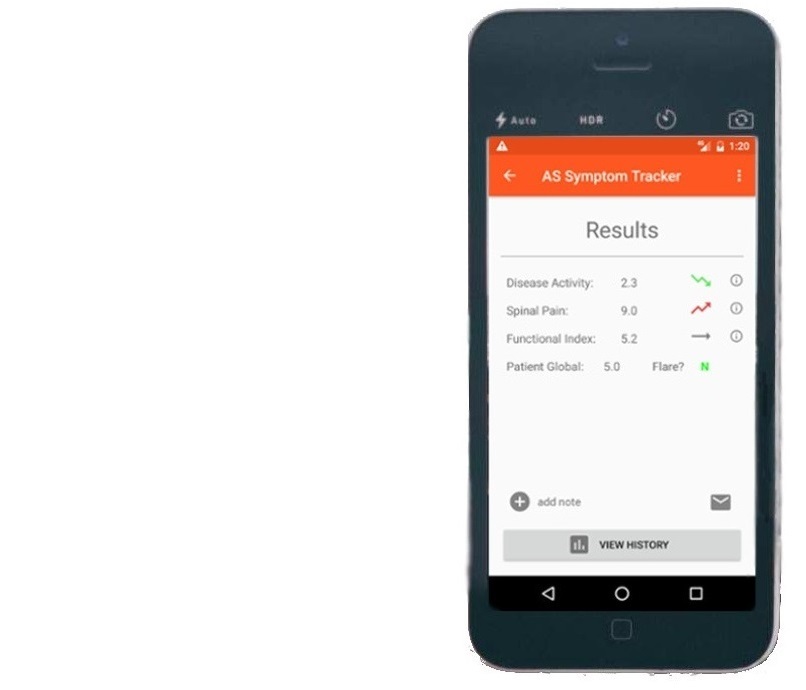 Auto HDR
1:20
AS Symptom Tracker
Results
Disease Activity: 2.3
Spinal Pain: 9.0
Functional Index: 5.2
Patient Global: 5.0 Flare? N
add note
VIEW HISTORY